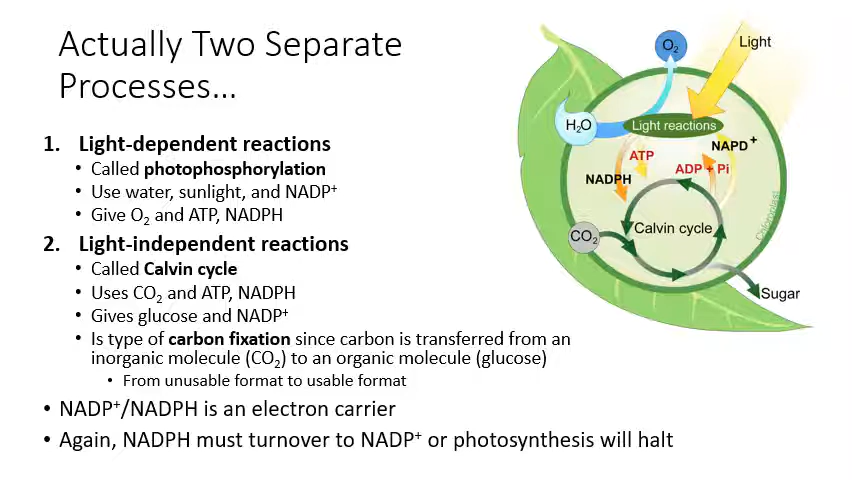 Actually Two Separate
Processes…
1. Light-dependent reactions
• Called photophosphorylation
• Use water, sunlight, and NADP⁺
• Give O₂ and ATP, NADPH
2. Light-independent reactions
• Called Calvin cycle
• Uses CO₂ and ATP, NADPH
• Gives glucose and NADP⁺
• Is type of carbon fixation since carbon is transferred from an
inorganic molecule (CO₂) to an organic molecule (glucose)
• From unusable format to usable format
• NADP⁺/NADPH is an electron carrier
• Again, NADPH must turnover to NADP⁺ or photosynthesis will halt
O₂
Light
H₂O
Light reactions
NAPD⁺
ATP
ADP + Pi
NADPH
Calvin cycle
CO₂
Chloroplast
Sugar